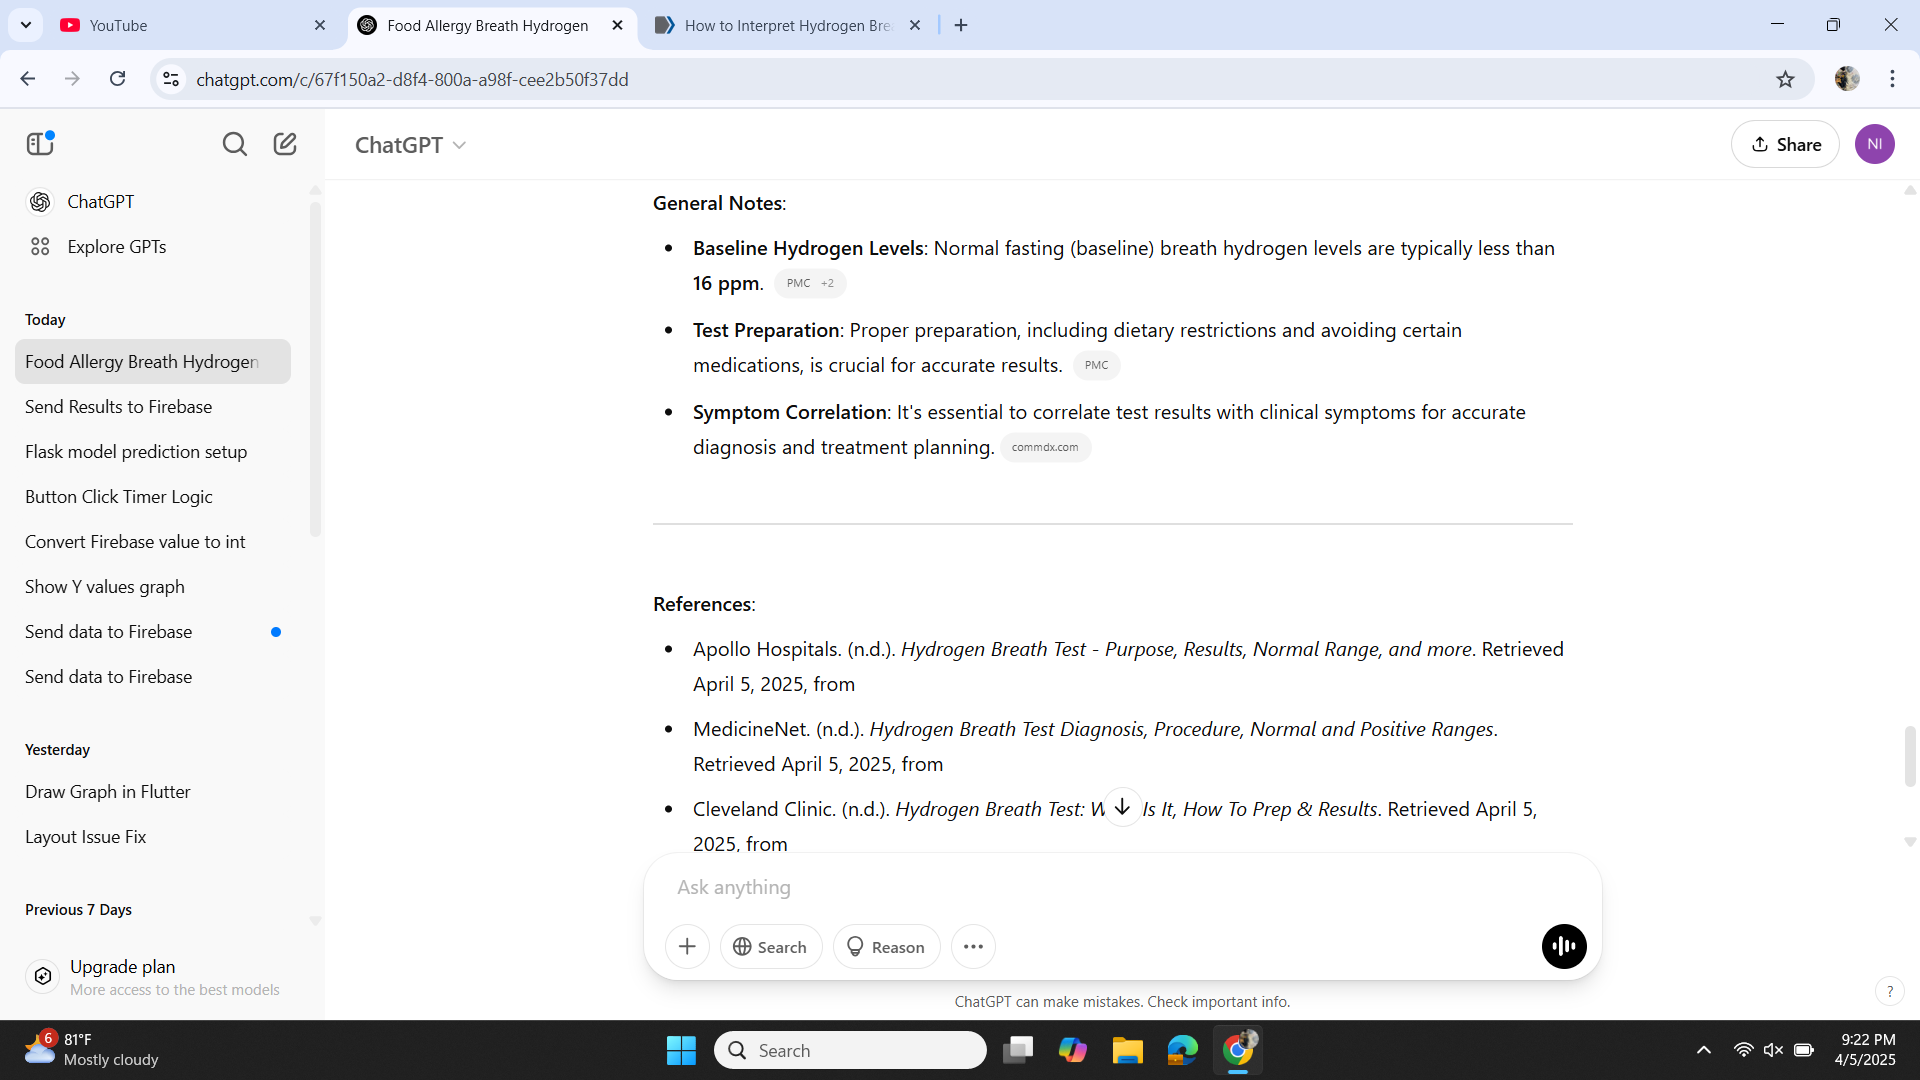 YouTube
Food Allergy Breath Hydrogen
How to Interpret Hydrogen Bre
chatgpt.com/c/67f150a2-d8f4-800a-a98f-cee2b50f37dd
ChatGPT
Share
NI
ChatGPT
Explore GPTs
Today
Food Allergy Breath Hydrogen
Send Results to Firebase
Flask model prediction setup
Button Click Timer Logic
Convert Firebase value to int
Show Y values graph
Send data to Firebase
Send data to Firebase
Yesterday
Draw Graph in Flutter
Layout Issue Fix
Previous 7 Days
Upgrade plan
More access to the best models
General Notes:
Baseline Hydrogen Levels: Normal fasting (baseline) breath hydrogen levels are typically less than
16 ppm. PMC +2
Test Preparation: Proper preparation, including dietary restrictions and avoiding certain
medications, is crucial for accurate results. PMC
Symptom Correlation: It's essential to correlate test results with clinical symptoms for accurate
diagnosis and treatment planning. commdx.com
References:
Apollo Hospitals. (n.d.). Hydrogen Breath Test - Purpose, Results, Normal Range, and more. Retrieved
April 5, 2025, from
MedicineNet. (n.d.). Hydrogen Breath Test Diagnosis, Procedure, Normal and Positive Ranges.
Retrieved April 5, 2025, from
Cleveland Clinic. (n.d.). Hydrogen Breath Test: Is It, How To Prep & Results. Retrieved April 5,
2025, from
Ask anything
Search
Reason
ChatGPT can make mistakes. Check important info.
?
6
81°F
Mostly cloudy
Search
9:22 PM
4/5/2025